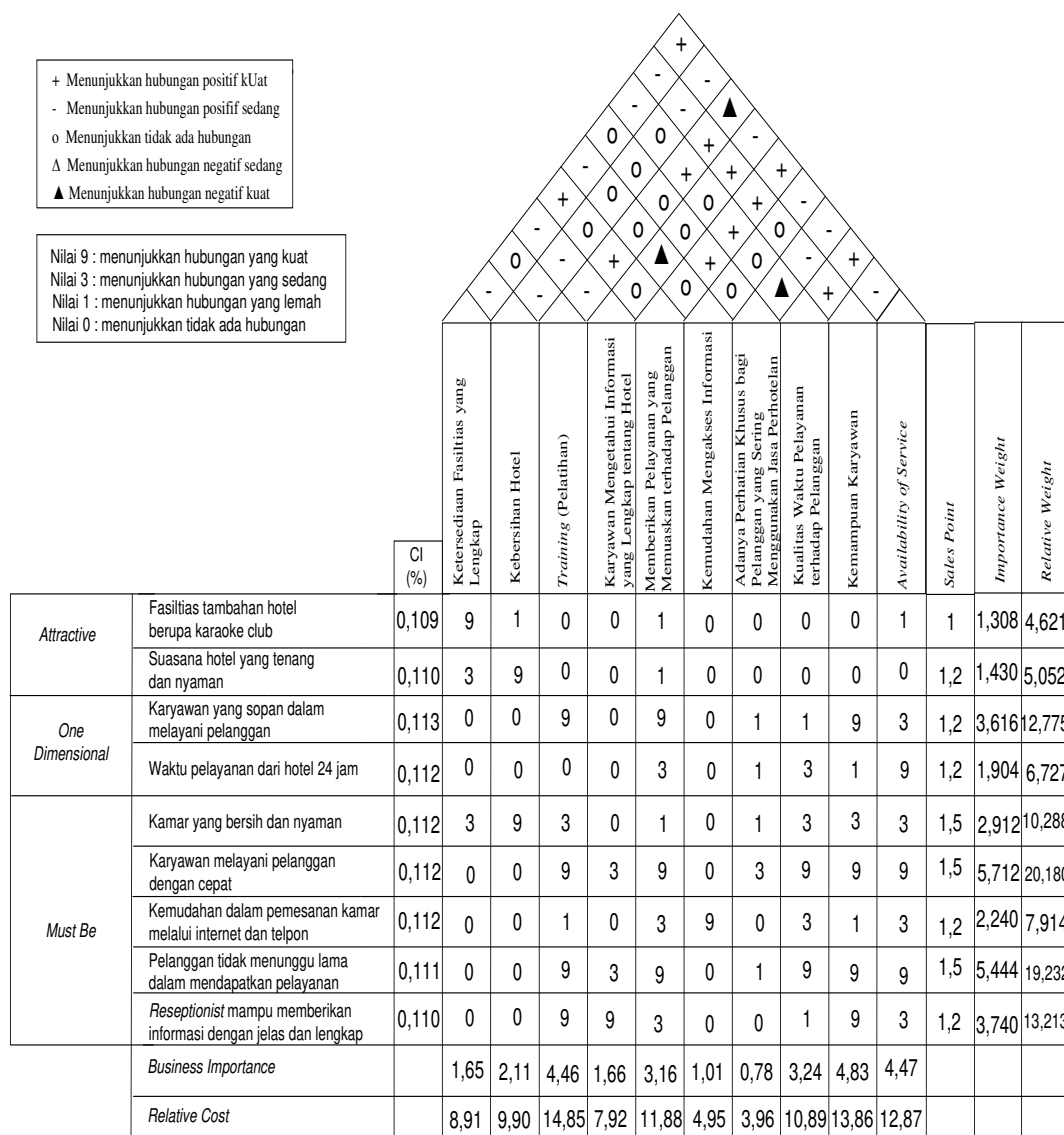 + Menunjukkan hubungan positif kUat
- Menunjukkan hubungan posifif sedang
o Menunjukkan tidak ada hubungan
Δ Menunjukkan hubungan negatif sedang
▲ Menunjukkan hubungan negatif kuat
Nilai 9 : menunjukkan hubungan yang kuat
Nilai 3 : menunjukkan hubungan yang sedang
Nilai 1 : menunjukkan hubungan yang lemah
Nilai 0 : menunjukkan tidak ada hubungan
+
- -
- - ▲
0 0 + -
- 0 + + +
+ 0 0 0 + -
- 0 0 0 + 0 -
0 - + ▲ + 0 - +
- - - 0 0 0 ▲ + -
CI
(%)
Ketersediaan Fasiltias yang
Lengkap
Kebersihan Hotel
Training (Pelatihan)
Karyawan Mengetahui Informasi
yang Lengkap tentang Hotel
Memberikan Pelayanan yang
Memuaskan terhadap Pelanggan
Kemudahan Mengakses Informasi
Adanya Perhatian Khusus bagi
Pelanggan yang Sering
Menggunakan Jasa Perhotelan
Kualitas Waktu Pelayanan
terhadap Pelanggan
Kemampuan Karyawan
Availability of Service
Sales Point
Importance Weight
Relative Weight
Attractive
Fasiltias tambahan hotel
berupa karaoke club
0,109 9 1 0 0 1 0 0 0 0 1 1 1,308 4,621
Suasana hotel yang tenang
dan nyaman
0,110 3 9 0 0 1 0 0 0 0 0 1,2 1,430 5,052
One
Dimensional
Karyawan yang sopan dalam
melayani pelanggan
0,113 0 0 9 0 9 0 1 1 9 3 1,2 3,616 12,775
Waktu pelayanan dari hotel 24 jam
0,112 0 0 0 0 3 0 1 3 1 9 1,2 1,904 6,727
Must Be
Kamar yang bersih dan nyaman
0,112 3 9 3 0 1 0 1 3 3 3 1,5 2,912 10,288
Karyawan melayani pelanggan
dengan cepat
0,112 0 0 9 3 9 0 3 9 9 9 1,5 5,712 20,180
Kemudahan dalam pemesanan kamar
melalui internet dan telpon
0,112 0 0 1 0 3 9 0 3 1 3 1,2 2,240 7,914
Pelanggan tidak menunggu lama
dalam mendapatkan pelayanan
0,111 0 0 9 3 9 0 1 9 9 9 1,5 5,444 19,232
Reseptionist mampu memberikan
informasi dengan jelas dan lengkap
0,110 0 0 9 9 3 0 0 1 9 3 1,2 3,740 13,213
Business Importance
1,65 2,11 4,46 1,66 3,16 1,01 0,78 3,24 4,83 4,47
Relative Cost
8,91 9,90 14,85 7,92 11,88 4,95 3,96 10,89 13,86 12,87